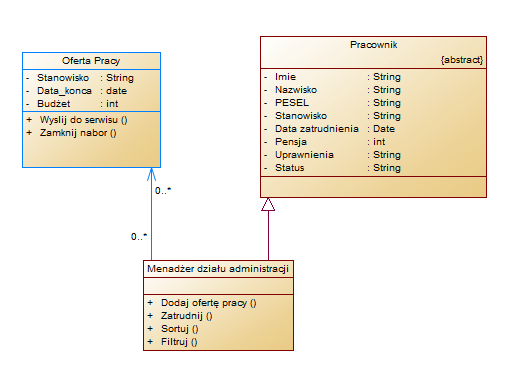 Oferta Pracy
- Stanowisko : String
- Data_konca : date
- Budżet : int
+ Wyslij do serwisu ()
+ Zamknij nabor ()
Pracownik
{abstract}
- Imie : String
- Nazwisko : String
- PESEL : String
- Stanowisko : String
- Data zatrudnienia : Date
- Pensja : int
- Uprawnienia : String
- Status : String
0..*
0..*
Menadżer działu administracji
+ Dodaj ofertę pracy ()
+ Zatrudnij ()
+ Sortuj ()
+ Filtruj ()